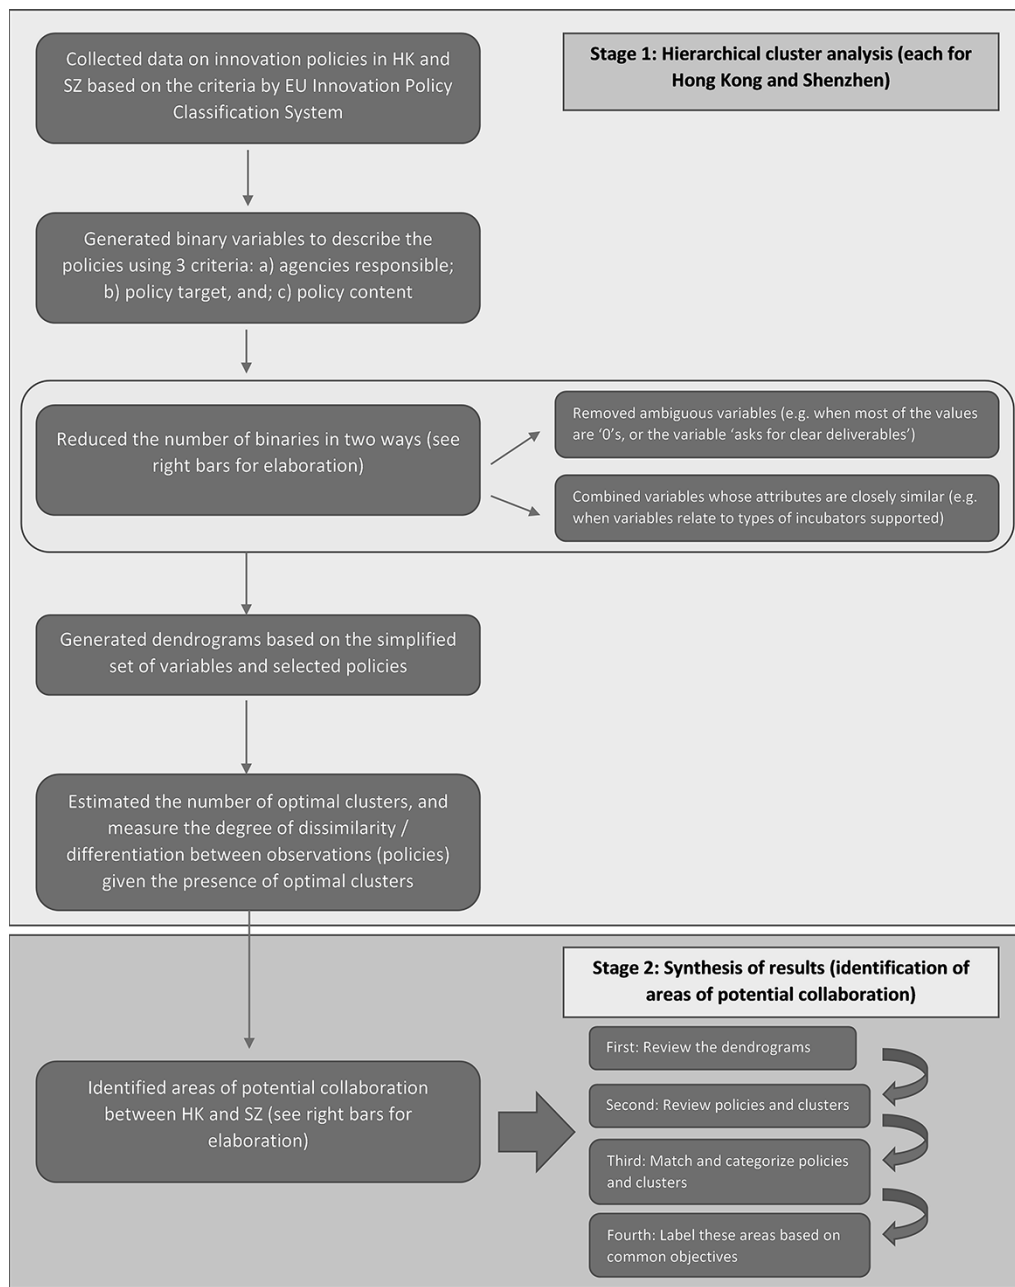 Collected data on innovation policies in HK and
SZ based on the criteria by EU Innovation Policy
Classification System
Stage 1: Hierarchical cluster analysis (each for
Hong Kong and Shenzhen)
Generated binary variables to describe the
policies using 3 criteria: a) agencies responsible;
b) policy target, and; c) policy content
Reduced the number of binaries in two ways (see
right bars for elaboration)
Removed ambiguous variables (e.g. when most of the values
are ‘0’s, or the variable ‘asks for clear deliverables’)
Combined variables whose attributes are closely similar (e.g.
when variables relate to types of incubators supported)
Generated dendrograms based on the simplified
set of variables and selected policies
Estimated the number of optimal clusters, and
measure the degree of dissimilarity /
differentiation between observations (policies)
given the presence of optimal clusters
Stage 2: Synthesis of results (identification of
areas of potential collaboration)
Identified areas of potential collaboration
between HK and SZ (see right bars for
elaboration)
First: Review the dendrograms
Second: Review policies and clusters
Third: Match and categorize policies
and clusters
Fourth: Label these areas based on
common objectives